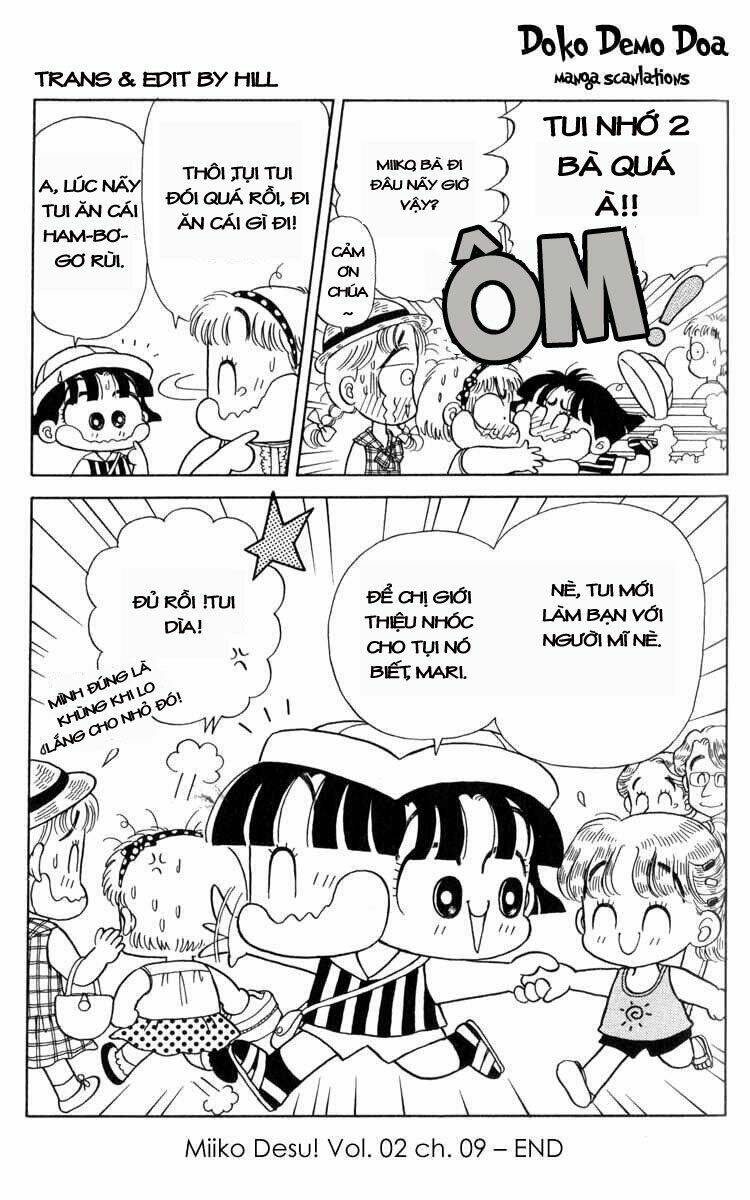 DOKO DEMO DOA
MANGA SCANLATIONS
TRANS & EDIT BY HILL
TUI NHỚ 2
BÀ QUÁ
À!!
MIIKO, BÀ ĐI
ĐÂU NÃY GIỜ
VẬY?
ÔM!
CẢM
ƠN
CHÚA
~
THÔI ,TỤI TUI
ĐÓI QUÁ RỒI, ĐI
ĂN CÁI GÌ ĐI!
A, LÚC NÃY
TUI ĂN CÁI
HAM-BƠ-
GƠ RÙI.
NÈ, TUI MỚI
LÀM BẠN VỚI
NGƯỜI MĨ NÈ.
ĐỂ CHỊ GIỚI
THIỆU NHÓC
CHO TỤI NÓ
BIẾT, MARI.
ĐỦ RỒI !TUI
DÌA!
MÌNH ĐÚNG LÀ
KHÙNG KHI LO
LẮNG CHO NHỎ ĐÓ!
Miiko Desu! Vol. 02 ch. 09 – END